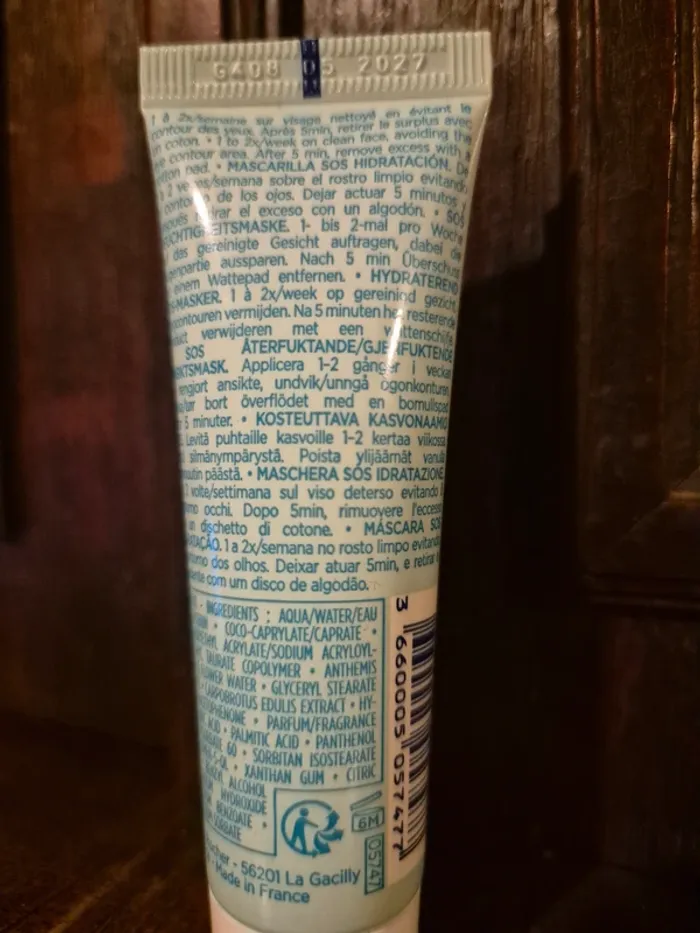 G408 05 2027
1 à 2x/semaine sur visage nettoyé en évitant le
contour des yeux. Après 5min, retirer le surplus avec
coton. • 1 to 2x/week on clean face, avoiding the
contour area. After 5 min, remove excess with
pad. • MASCARILLA SOS HIDRATACIÓN. De
2 veces/semana sobre el rostro limpio evitando
de los ojos. Dejar actuar 5 minutos
el exceso con un algodón. • SOS
1- bis 2-mal pro Woche
das gereinigte Gesicht auftragen, dabei die
aussparen. Nach 5 min
einem Wattepad entfernen. • HYDRATEREND
-MASKER. 1 à 2x/week op gereinigd gezicht
vermijden. Na 5 minuten het resterende
verwijderen met een wattenschijfje
SOS ÅTERFUKTANDE/GJENFUKTENDE
Applicera 1-2 gånger i veckan
ansikte, undvik/unngå ögonkonturen
bort överflödet med en bomullspad
5 minuter. • KOSTEUTTAVA KASVONAAMIO
Levitä puhtaille kasvoille 1-2 kertaa viikossa
silmänympärystä. Poista ylijäämät
päästä. • MASCHERA SOS IDRATAZIONE
volte/settimana sul viso deterso evitando
occhi. Dopo 5min, rimuovere l'eccesso
dischetto di cotone. • MÁSCARA SOS
1 a 2x/semana no rosto limpo evitando
dos olhos. Deixar atuar 5min, e retirar
com um disco de algodão.
INGREDIENTS : AQUA/WATER/EAU
• COCO-CAPRYLATE/CAPRATE •
ACRYLATE/SODIUM ACRYLOYL-
TAURATE COPOLYMER • ANTHEMIS
FLOWER WATER • GLYCERYL STEARATE
• CARPOBROTUS EDULIS EXTRACT • HY-
• PARFUM/FRAGRANCE
• PALMITIC ACID • PANTHENOL
60 • SORBITAN ISOSTEARATE
• XANTHAN GUM • CITRIC
ALCOHOL
HYDROXIDE
BENZOATE •
SORBATE
6M
05747
3 660005 057477
- 56201 La Gacilly
- Made in France